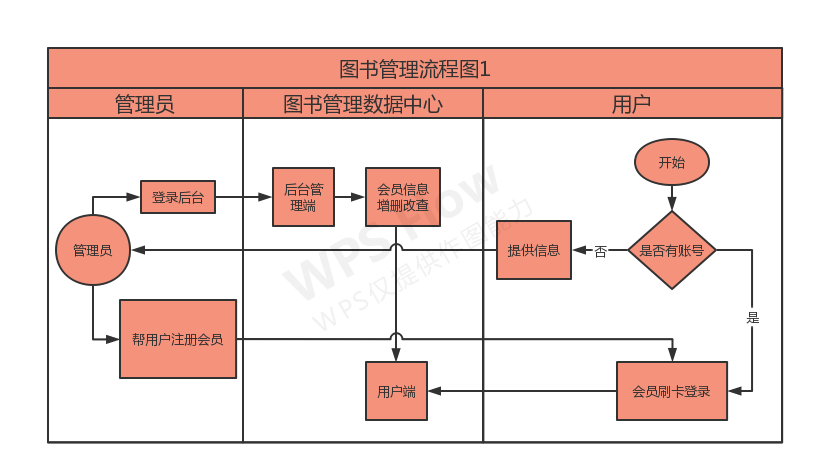 图书管理流程图1
管理员
图书管理数据中心
用户
开始
登录后台
后台管
理端
会员信息
增删改查
管理员
提供信息
否
是否有账号
是
帮用户注册会员
用户端
会员刷卡登录
WPS Flow
WPS仅提供作图能力